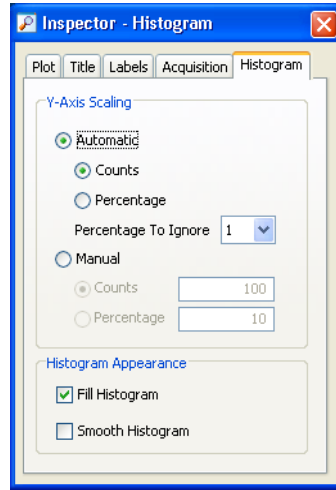 Inspector - Histogram
Plot Title Labels Acquisition Histogram
Y-Axis Scaling
Automatic
Counts
Percentage
Percentage To Ignore 1
Manual
Counts 100
Percentage 10
Histogram Appearance
Fill Histogram
Smooth Histogram